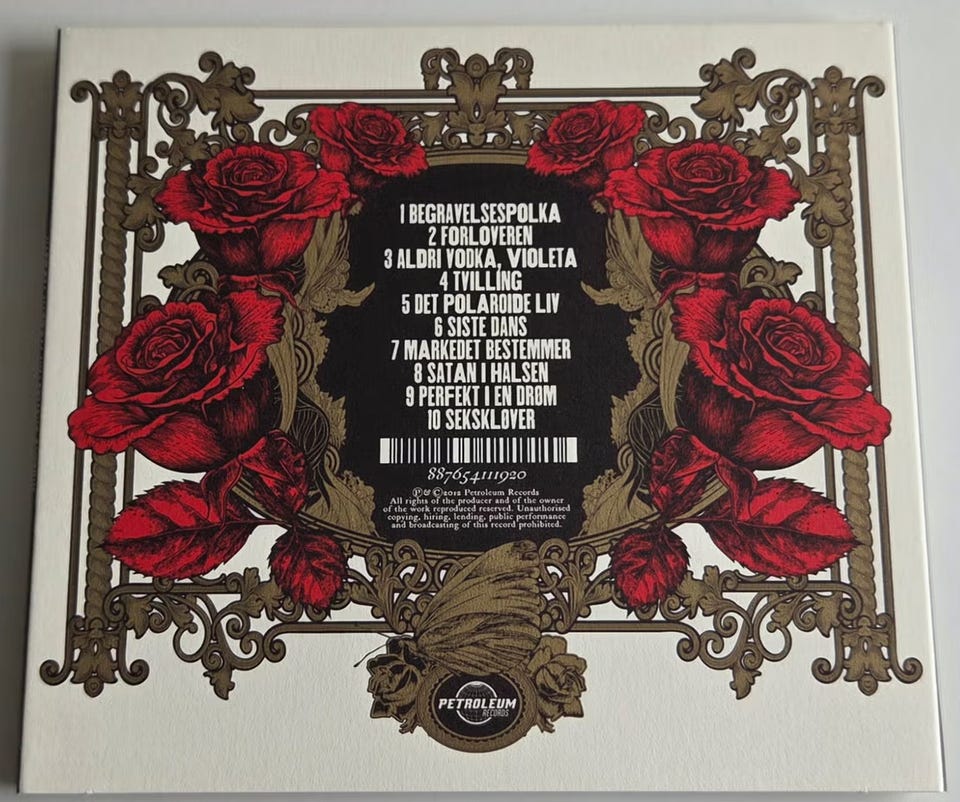 1 BEGRAVELSESPOLKA
2 FORLOVEREN
3 ALDRI VODKA, VIOLETA
4 TVILLING
5 DET POLAROIDE LIV
6 SISTE DANS
7 MARKEDET BESTEMMER
8 SATAN I HALSEN
9 PERFEKT I EN DRØM
10 SEKSKLØVER
887654111920
℗ & ©2012 Petroleum Records
All rights of the producer and of the owner
of the work reproduced reserved. Unauthorised
copying, hiring, lending, public performance
and broadcasting of this record prohibited.
PETROLEUM
RECORDS